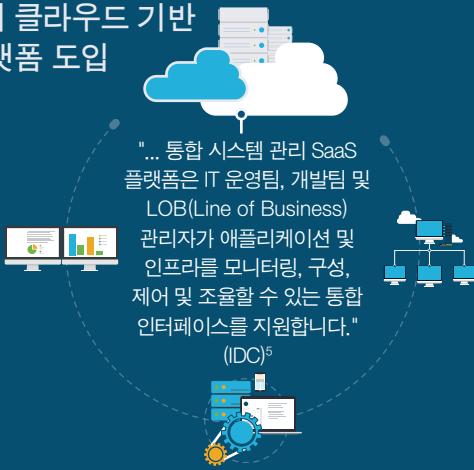 클라우드 기반
폼 도입
"... 통합 시스템 관리 SaaS
플랫폼은 IT 운영팀, 개발팀 및
LOB(Line of Business)
관리자가 애플리케이션 및
인프라를 모니터링, 구성,
제어 및 조율할 수 있는 통합
인터페이스를 지원합니다."
(IDC)⁵